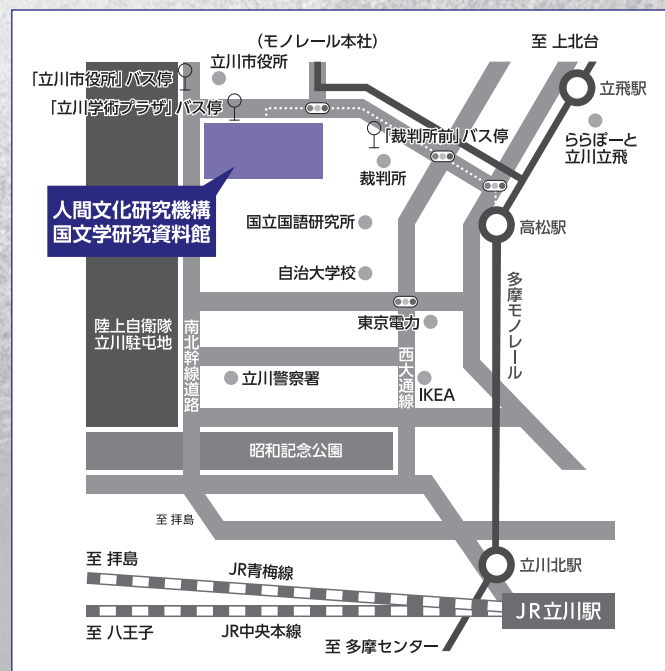 (モノレール本社)
至 上北台
「立川市役所」バス停
立川市役所
立飛駅
「立川学術プラザ」バス停
「裁判所前」バス停
ららぽーと
立川立飛
裁判所
人間文化研究機構
国文学研究資料館
国立国語研究所
高松駅
自治大学校
多摩モノレール
陸上自衛隊
立川駐屯地
南北幹線道路
東京電力
西大通線
立川警察署
IKEA
昭和記念公園
至 拝島
至 拝島
JR青梅線
立川北駅
JR立川駅
至 八王子
JR中央本線
至 多摩センター